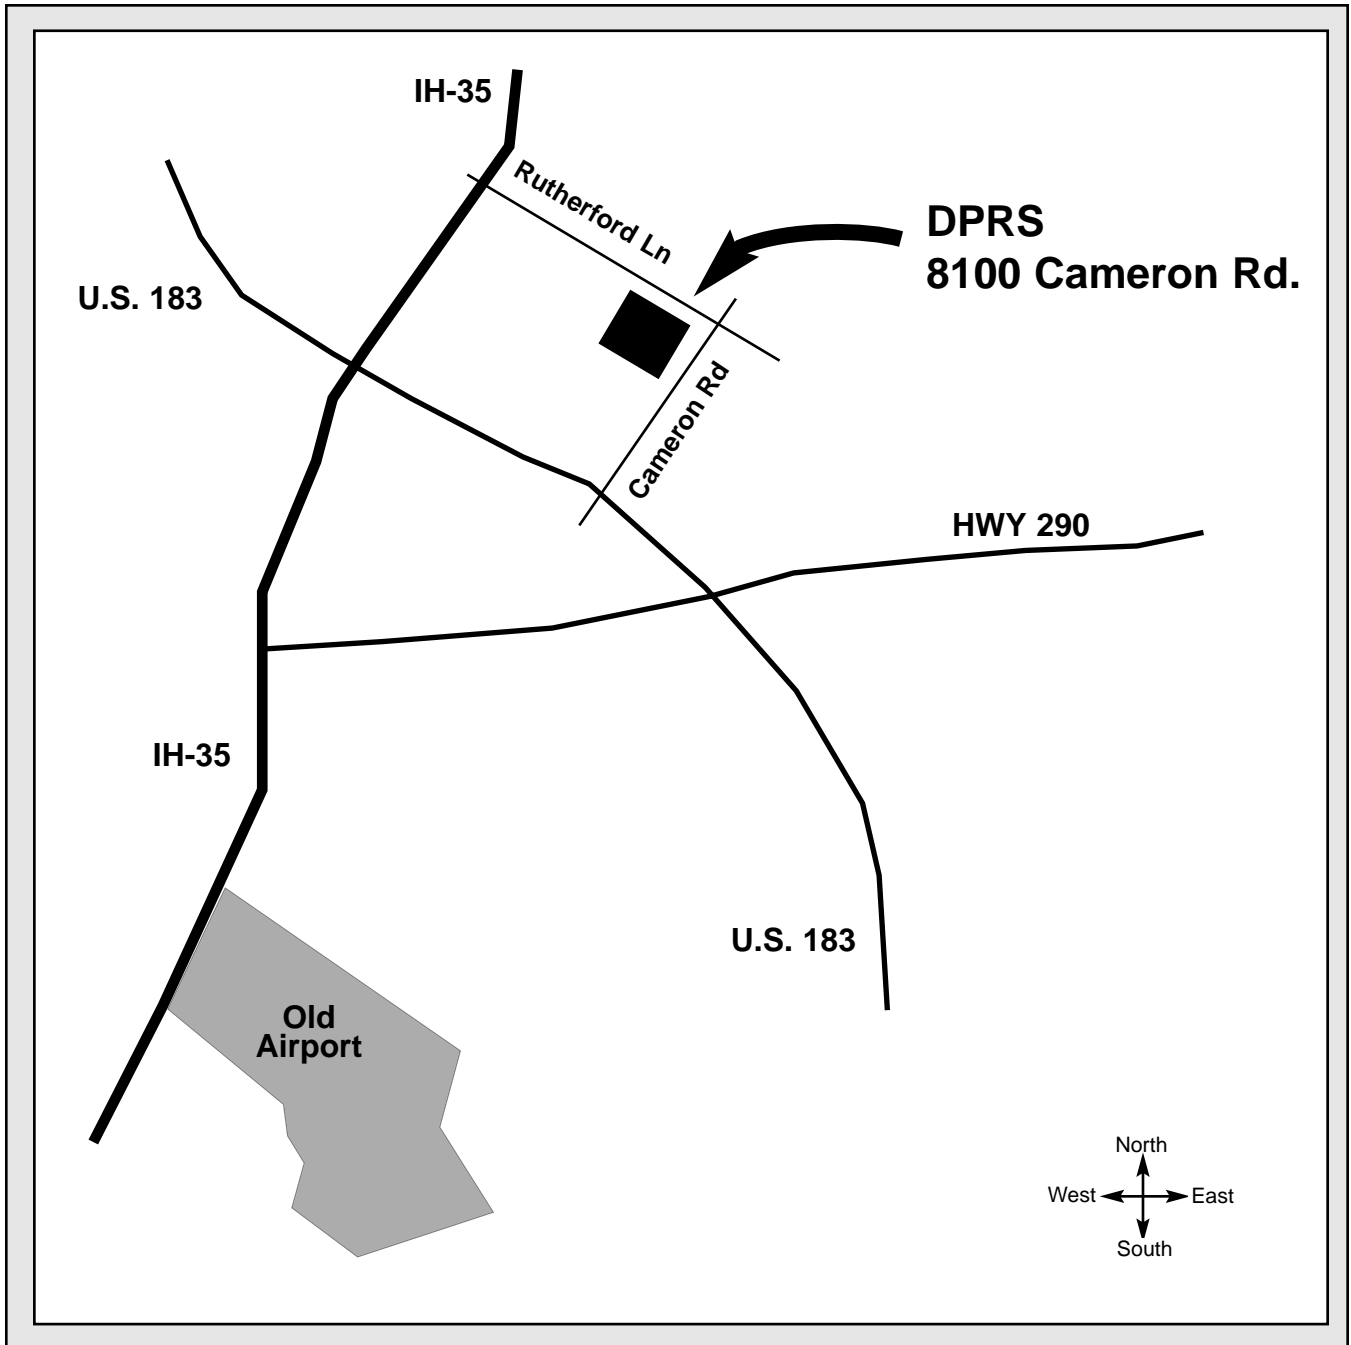 IH-35
Rutherford Ln
DPRS
8100 Cameron Rd.
U.S. 183
Cameron Rd
HWY 290
IH-35
U.S. 183
Old
Airport
North
West
East
South